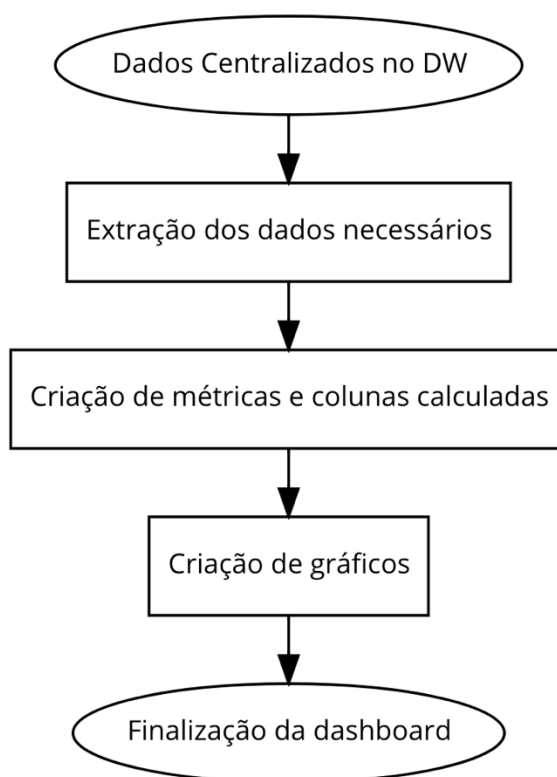 Dados Centralizados no DW
Extração dos dados necessários
Criação de métricas e colunas calculadas
Criação de gráficos
Finalização da dashboard